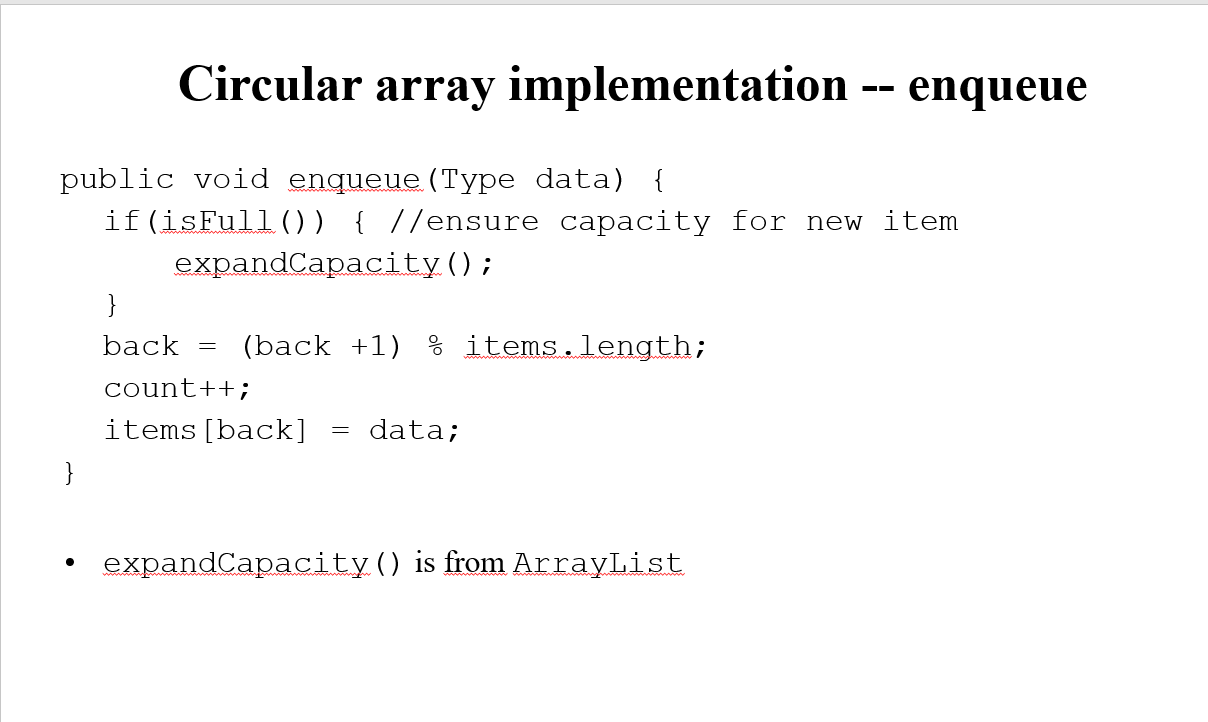 Circular array implementation -- enqueue
public void enqueue(Type data) {
if(isFull()) { //ensure capacity for new item
expandCapacity();
}
back = (back +1) % items.length;
count++;
items[back] = data;
}
• expandCapacity() is from ArrayList